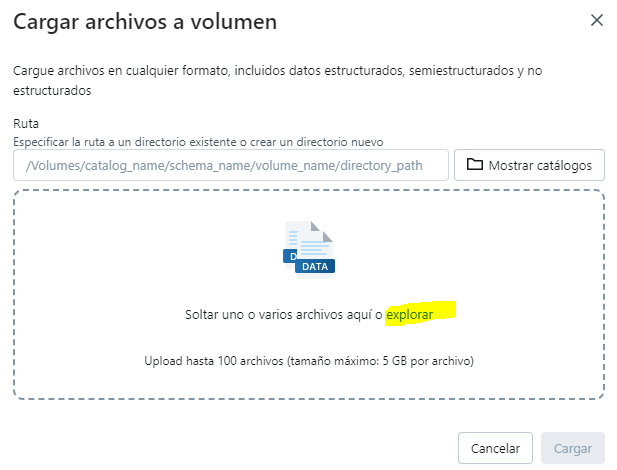 Cargar archivos a volumen
Cargue archivos en cualquier formato, incluidos datos estructurados, semiestructurados y no
estructurados
Ruta
Especificar la ruta a un directorio existente o crear un directorio nuevo
/Volumes/catalog_name/schema_name/volume_name/directory_path
Mostrar catálogos
D
DATA
Soltar uno o varios archivos aquí o explorar
Upload hasta 100 archivos (tamaño máximo: 5 GB por archivo)
Cancelar
Cargar